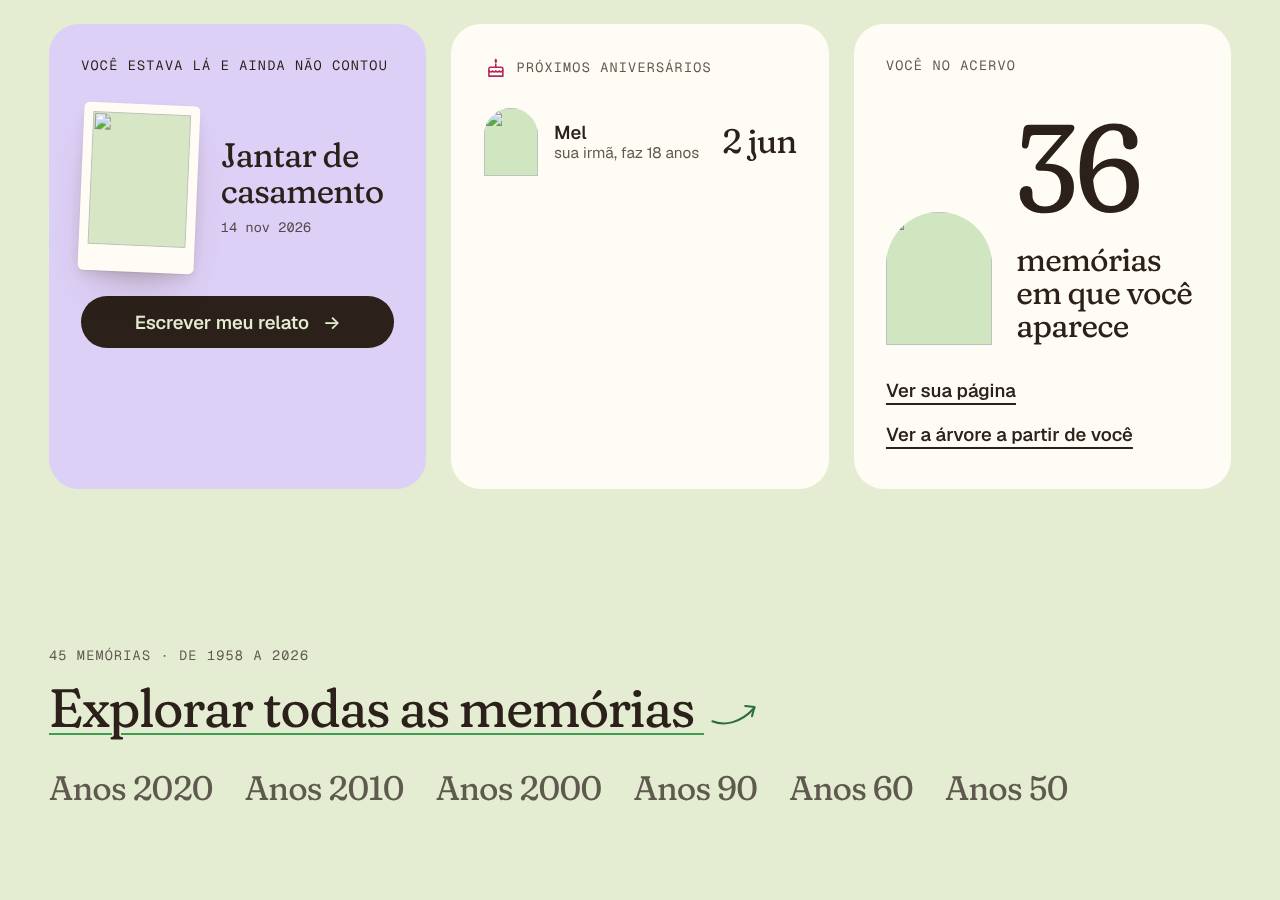 VOCÊ ESTAVA LÁ E AINDA NÃO CONTOU
Jantar de
casamento
14 nov 2026
Escrever meu relato →
PRÓXIMOS ANIVERSÁRIOS
Mel
sua irmã, faz 18 anos
2 jun
VOCÊ NO ACERVO
36
memórias
em que você
aparece
Ver sua página
Ver a árvore a partir de você
45 MEMÓRIAS · DE 1958 A 2026
Explorar todas as memórias
Anos 2020 Anos 2010 Anos 2000 Anos 90 Anos 60 Anos 50